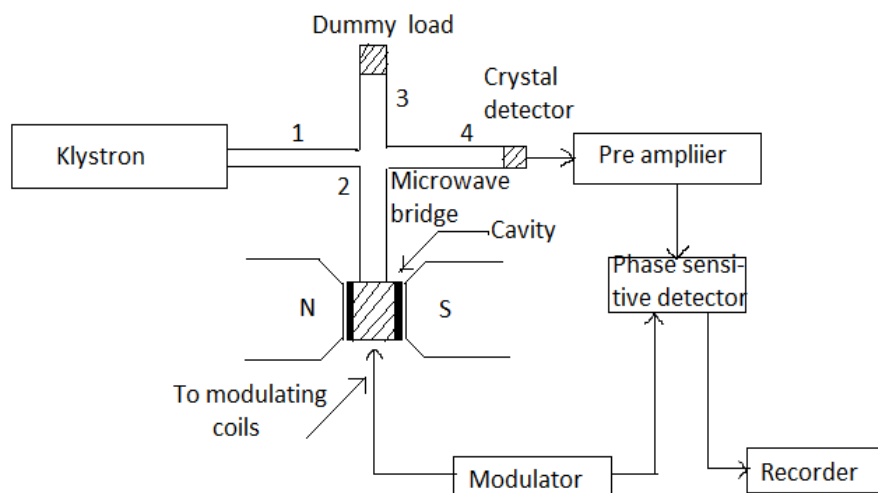 Dummy load
3
Crystal
detector
1
4
Klystron
Pre ampliier
2
Microwave
bridge
Cavity
Phase sensi-
tive detector
N
S
To modulating
coils
Modulator
Recorder